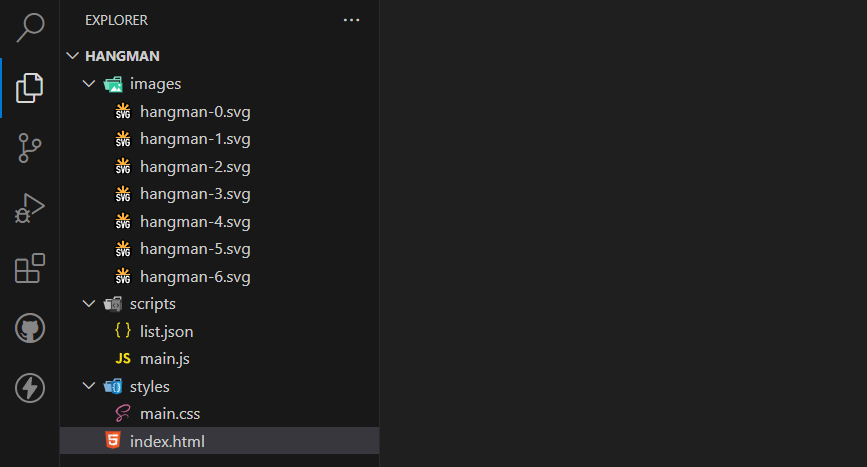 EXPLORER ···
HANGMAN
images
SVG hangman-0.svg
SVG hangman-1.svg
SVG hangman-2.svg
SVG hangman-3.svg
SVG hangman-4.svg
SVG hangman-5.svg
SVG hangman-6.svg
scripts
{} list.json
JS main.js
styles
main.css
index.html